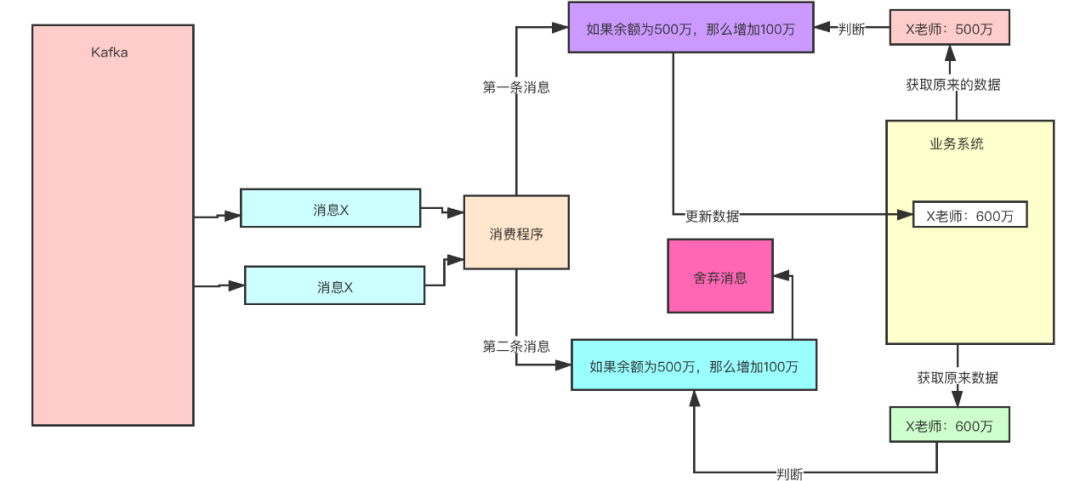 Kafka
消息X
消息X
消费程序
第一条消息
第二条消息
如果余额为500万，那么增加100万
判断
X老师：500万
获取原来的数据
业务系统
X老师：600万
更新数据
舍弃消息
如果余额为500万，那么增加100万
获取原来数据
X老师：600万
判断